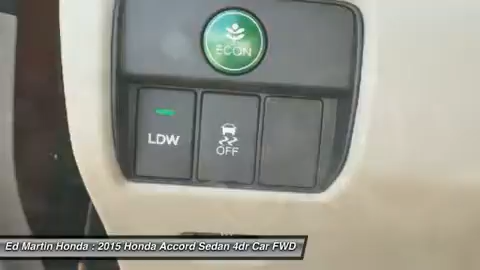 ECON
LDW
OFF
Ed Martin Honda : 2015 Honda Accord Sedan 4dr Car FWD